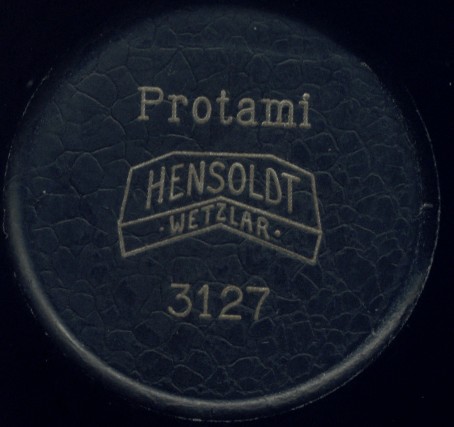 Protami
HENSOLDT
·WETZLAR·
3127